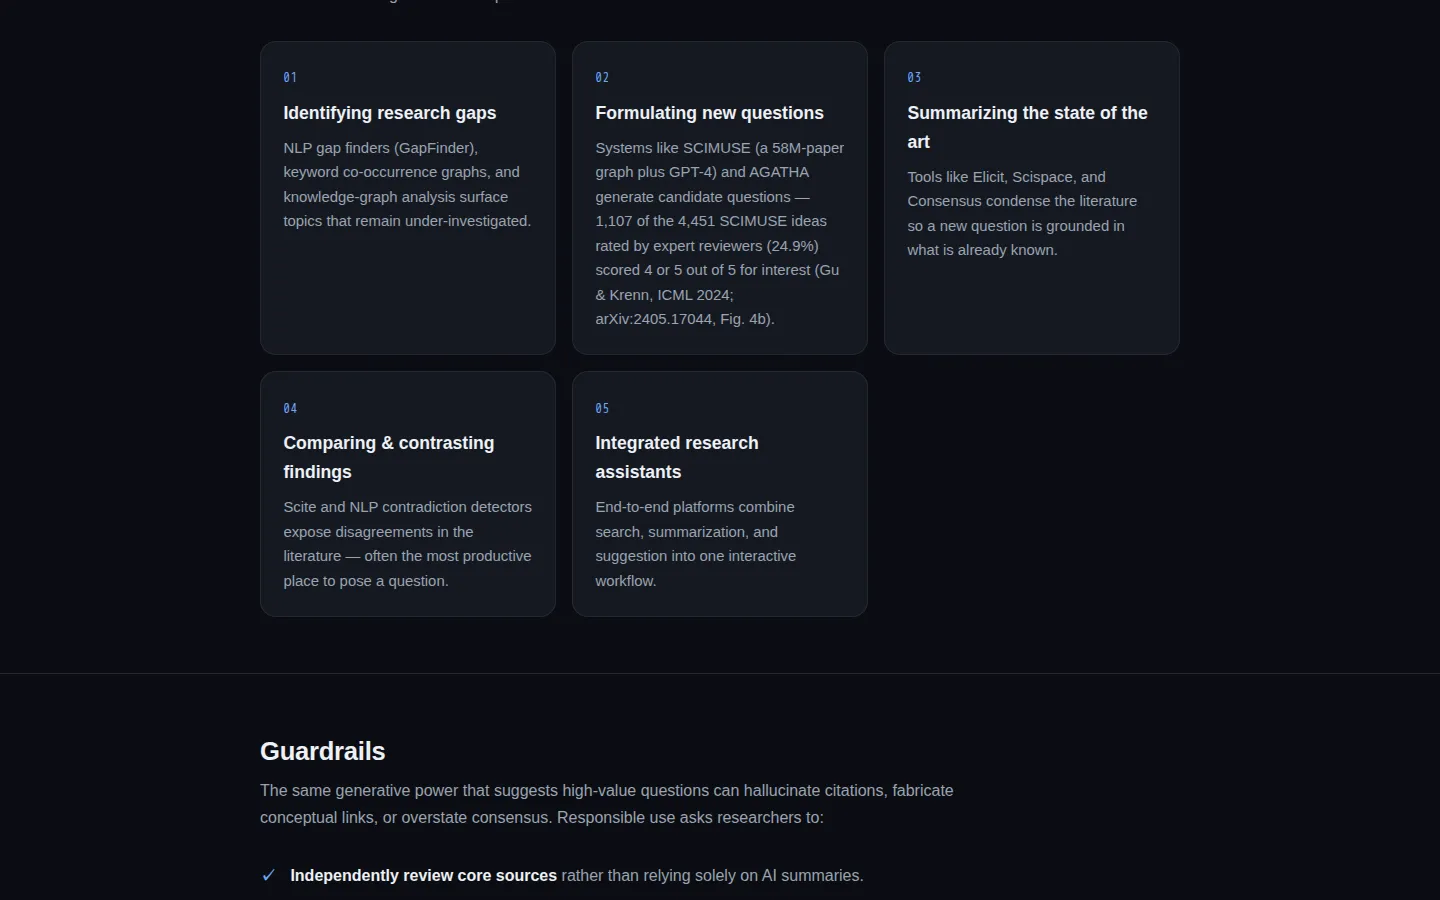 01
Identifying research gaps
NLP gap finders (GapFinder),
keyword co-occurrence graphs, and
knowledge-graph analysis surface
topics that remain under-investigated.
02
Formulating new questions
Systems like SCIMUSE (a 58M-paper
graph plus GPT-4) and AGATHA
generate candidate questions —
1,107 of the 4,451 SCIMUSE ideas
rated by expert reviewers (24.9%)
scored 4 or 5 out of 5 for interest (Gu
& Krenn, ICML 2024;
arXiv:2405.17044, Fig. 4b).
03
Summarizing the state of the
art
Tools like Elicit, Scispace, and
Consensus condense the literature
so a new question is grounded in
what is already known.
04
Comparing & contrasting
findings
Scite and NLP contradiction detectors
expose disagreements in the
literature — often the most productive
place to pose a question.
05
Integrated research
assistants
End-to-end platforms combine
search, summarization, and
suggestion into one interactive
workflow.
Guardrails
The same generative power that suggests high-value questions can hallucinate citations, fabricate
conceptual links, or overstate consensus. Responsible use asks researchers to:
✓ Independently review core sources rather than relying solely on AI summaries.